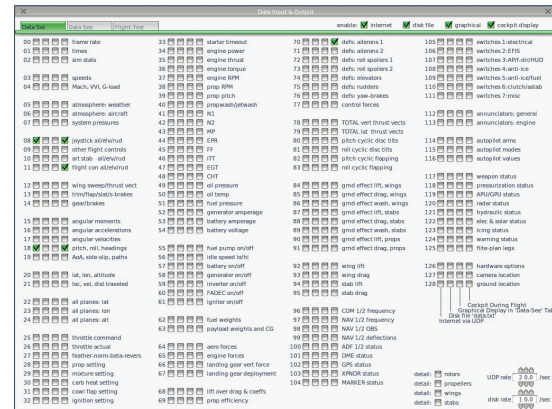 Data Input & Output
Data Set
Data See
Flight-Test
enable: internet disk file graphical cockpit display
00 frame rate
01 times
02 sim stats
03 speeds
04 Mach, VVI, G-load
05 atmosphere: weather
06 atmosphere: aircraft
07 system pressures
08 joystick ail/elv/rud
09 other flight controls
10 art stab ail/elv/rud
11 flight con ail/elv/rud
12 wing sweep/thrust vect
13 trim/flap/slat/s-brakes
14 gear/brakes
15 angular moments
16 angular accelerations
17 angular velocities
18 pitch, roll, headings
19 AoA, side-slip, paths
20 lat, lon, altitude
21 loc, vel, dist traveled
22 all planes: lat
23 all planes: lon
24 all planes: alt
25 throttle command
26 throttle actual
27 feather-norm-beta-revers
28 prop setting
29 mixture setting
30 carb heat setting
31 cowl flap setting
32 ignition setting
33 starter timeout
34 engine power
35 engine thrust
36 engine torque
37 engine RPM
38 prop RPM
39 prop pitch
40 propwash/jetwash
41 N1
42 N2
43 MP
44 EPR
45 FF
46 ITT
47 EGT
48 CHT
49 oil pressure
50 oil temp
51 fuel pressure
52 generator amperage
53 battery amperage
54 battery voltage
55 fuel pump on/off
56 idle speed lo/hi
57 battery on/off
58 generator on/off
59 inverter on/off
60 FADEC on/off
61 igniter on/off
62 fuel weights
63 payload weights and CG
64 aero forces
65 engine forces
66 landing gear vert force
67 landing gear deployment
68 lift over drag & coeffs
69 prop efficiency
70 defs: ailerons 1
71 defs: ailerons 2
72 defs: roll spoilers 1
73 defs: roll spoilers 2
74 defs: elevators
75 defs: rudders
76 defs: yaw-brakes
77 control forces
78 TOTAL vert thrust vects
79 TOTAL lat thrust vects
80 pitch cyclic disc tilts
81 roll cyclic disc tilts
82 pitch cyclic flapping
83 roll cyclic flapping
84 grnd effect lift, wings
85 grnd effect drag, wings
86 grnd effect wash, wings
87 grnd effect lift, stabs
88 grnd effect drag, stabs
89 grnd effect wash, stabs
90 grnd effect lift, props
91 grnd effect drag, props
92 wing lift
93 wing drag
94 stab lift
95 stab drag
96 COM 1/2 frequency
97 NAV 1/2 frequency
98 NAV 1/2 OBS
99 NAV 1/2 deflections
100 ADF 1/2 status
101 DME status
102 GPS status
103 XPNDR status
104 MARKER status
105 switches 1:electrical
106 switches 2:EFIS
107 switches 3:AP/f-dir/HUD
108 switches 4:anti-ice
109 switches 5:anti-ice/fuel
110 switches 6:clutch/astab
111 switches 7:misc
112 annunciators: general
113 annunciators: engine
114 autopilot arms
115 autopilot modes
116 autopilot values
117 weapon status
118 pressurization status
119 APU/GPU status
120 radar status
121 hydraulic status
122 elec & solar status
123 icing status
124 warning status
125 flite-plan legs
126 hardware options
127 camera location
128 ground location
Cockpit During Flight
Graphical Display in 'Data-See' Tab
Disk file 'data.txt'
Internet via UDP
detail: rotors
detail: propellers
detail: wings
detail: stabs
UDP rate /sec
disk rate /sec